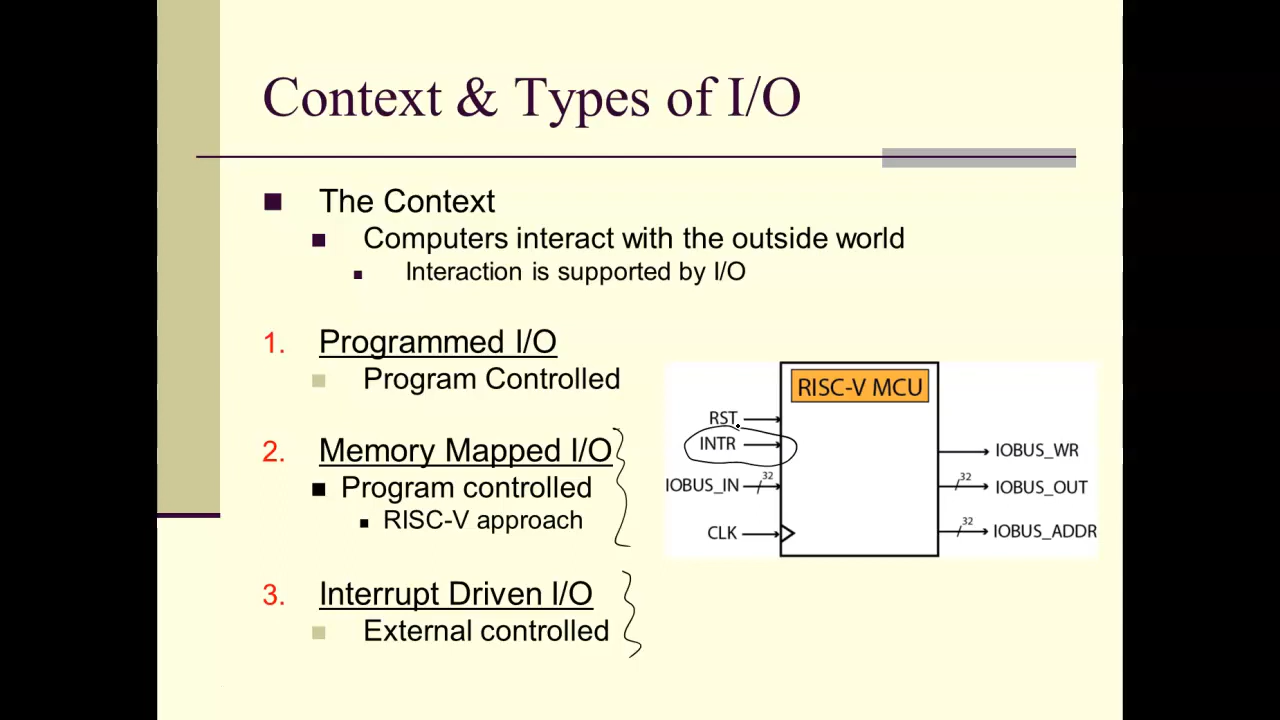 Context & Types of I/O
The Context
Computers interact with the outside world
Interaction is supported by I/O
1. Programmed I/O
Program Controlled
2. Memory Mapped I/O
Program controlled
RISC-V approach
3. Interrupt Driven I/O
External controlled
RISC-V MCU
RST
INTR
IOBUS_IN
32
CLK
IOBUS_WR
32
IOBUS_OUT
32
IOBUS_ADDR